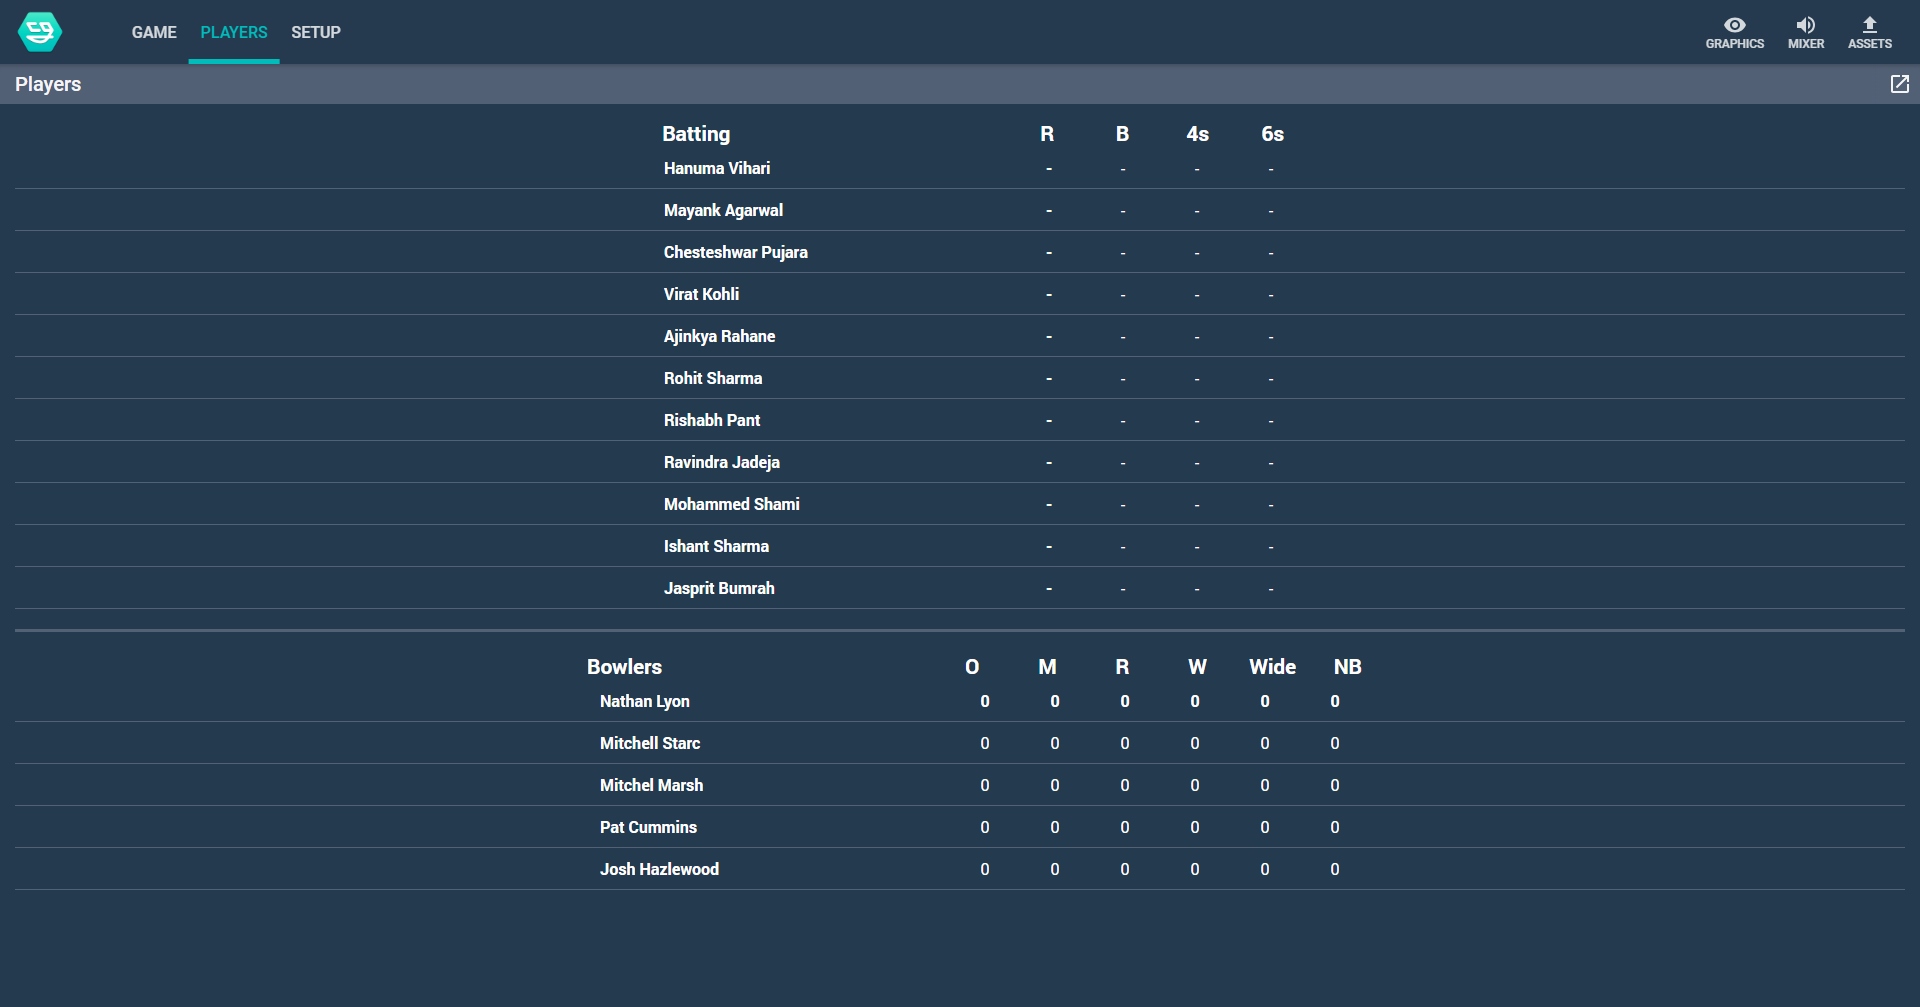 GAME PLAYERS SETUP GRAPHICS MIXER ASSETS
Players
Batting R B 4s 6s
Hanuma Vihari - - - -
Mayank Agarwal - - - -
Chesteshwar Pujara - - - -
Virat Kohli - - - -
Ajinkya Rahane - - - -
Rohit Sharma - - - -
Rishabh Pant - - - -
Ravindra Jadeja - - - -
Mohammed Shami - - - -
Ishant Sharma - - - -
Jasprit Bumrah - - - -
Bowlers O M R W Wide NB
Nathan Lyon 0 0 0 0 0 0
Mitchell Starc 0 0 0 0 0 0
Mitchel Marsh 0 0 0 0 0 0
Pat Cummins 0 0 0 0 0 0
Josh Hazlewood 0 0 0 0 0 0